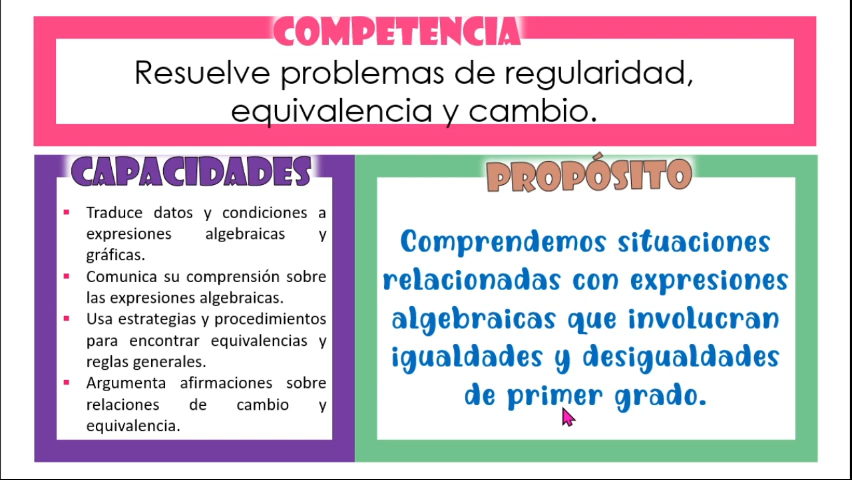 COMPETENCIA
Resuelve problemas de regularidad,
equivalencia y cambio.
CAPACIDADES
▪ Traduce datos y condiciones a
expresiones algebraicas y
gráficas.
▪ Comunica su comprensión sobre
las expresiones algebraicas.
▪ Usa estrategias y procedimientos
para encontrar equivalencias y
reglas generales.
▪ Argumenta afirmaciones sobre
relaciones de cambio y
equivalencia.
PROPÓSITO
Comprendemos situaciones
relacionadas con expresiones
algebraicas que involucran
igualdades y desigualdades
de primer grado.